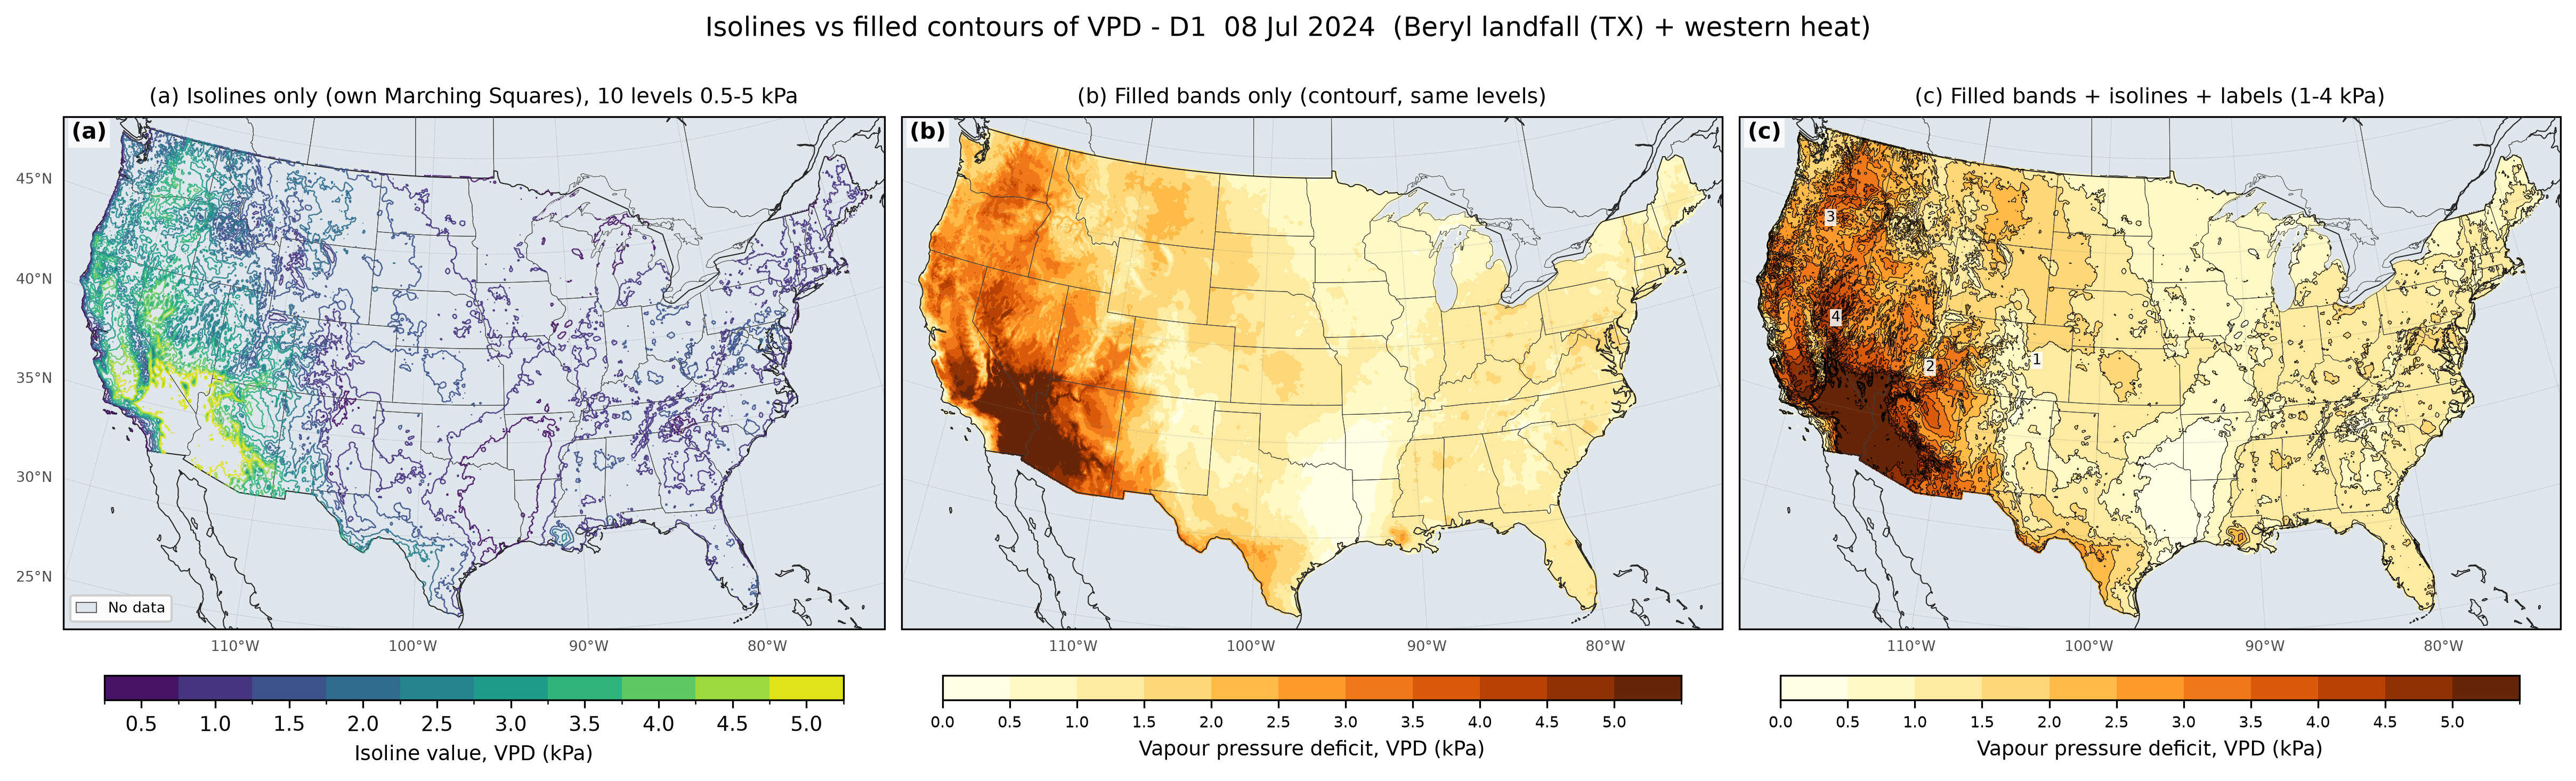 Isolines vs filled contours of VPD - D1  08 Jul 2024  (Beryl landfall (TX) + western heat)
(a) Isolines only (own Marching Squares), 10 levels 0.5-5 kPa
(b) Filled bands only (contourf, same levels)
(c) Filled bands + isolines + labels (1-4 kPa)
(a)
(b)
(c)
45°N
40°N
35°N
30°N
25°N
3
4
2
1
No data
110°W 100°W 90°W 80°W
110°W 100°W 90°W 80°W
110°W 100°W 90°W 80°W
0.5 1.0 1.5 2.0 2.5 3.0 3.5 4.0 4.5 5.0
Isoline value, VPD (kPa)
0.0 0.5 1.0 1.5 2.0 2.5 3.0 3.5 4.0 4.5 5.0
Vapour pressure deficit, VPD (kPa)
0.0 0.5 1.0 1.5 2.0 2.5 3.0 3.5 4.0 4.5 5.0
Vapour pressure deficit, VPD (kPa)